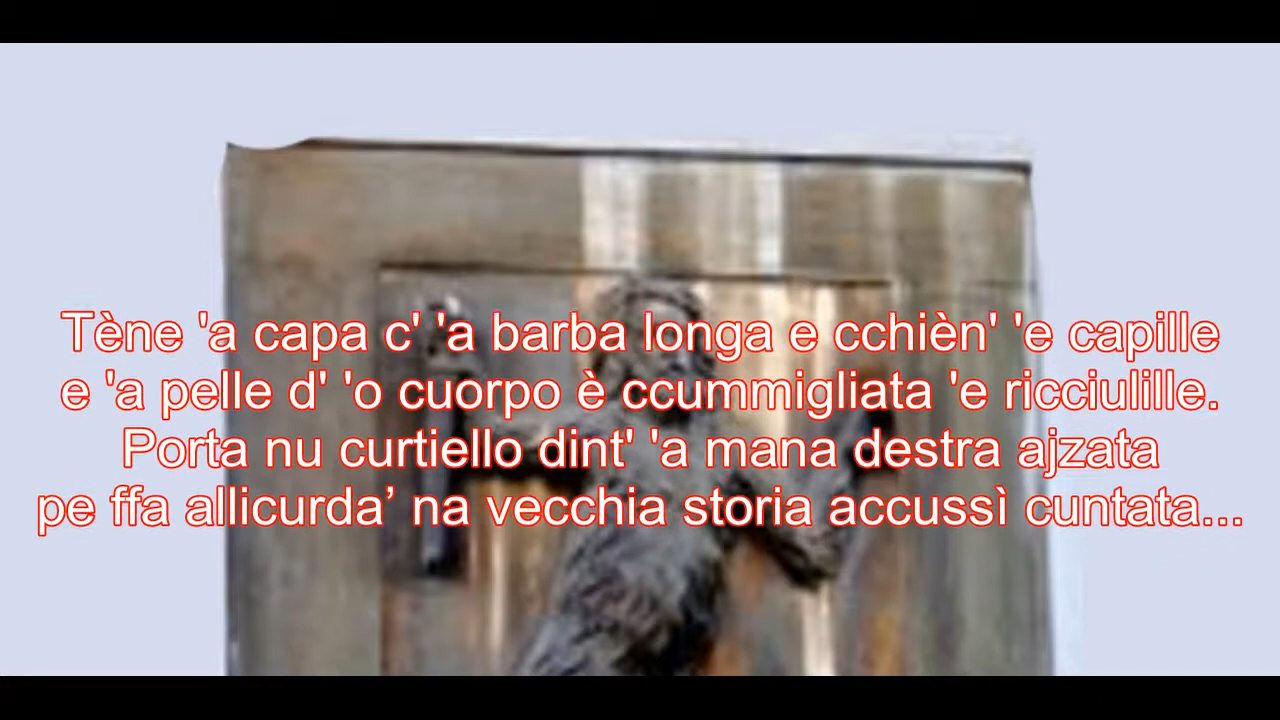 Tène 'a capa c' 'a barba longa e cchièn' 'e capille
e 'a pelle d' 'o cuorpo è ccummigliata 'e ricciulille.
Porta nu curtiello dint' 'a mana destra ajzata
pe ffa allicurda’ na vecchia storia accussì cuntata...